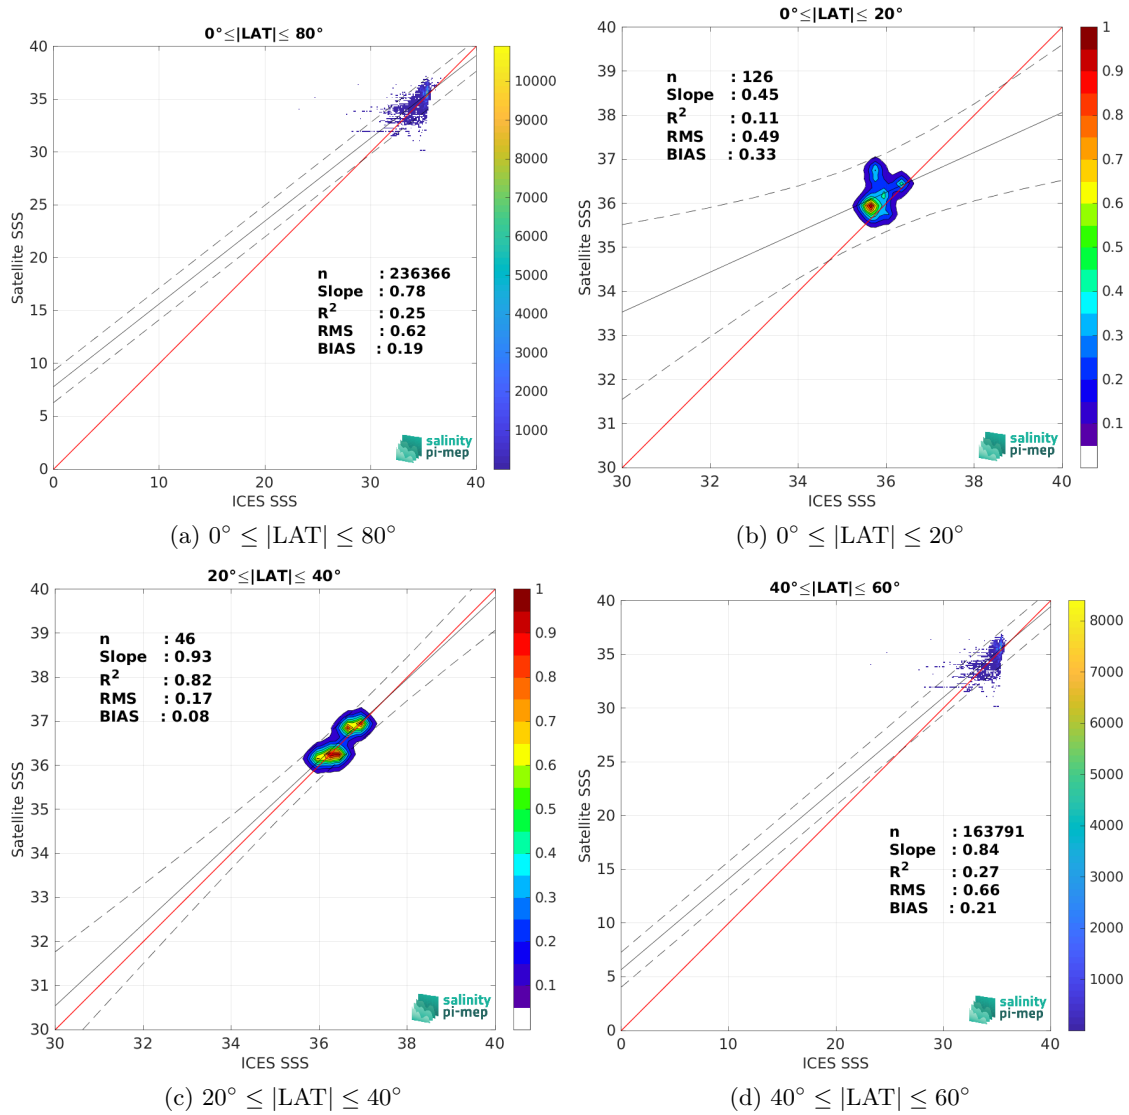 0°≤|LAT|≤ 80°
40
35
30
25
20
15
10
5
0
Satellite SSS
n : 236366
Slope : 0.78
R² : 0.25
RMS : 0.62
BIAS : 0.19
salinity
pi-mep
0 10 20 30 40
ICES SSS
10000
9000
8000
7000
6000
5000
4000
3000
2000
1000
(a) 0° ≤ |LAT| ≤ 80°
0°≤|LAT|≤ 20°
40
39
38
37
36
35
34
33
32
31
30
Satellite SSS
n : 126
Slope : 0.45
R² : 0.11
RMS : 0.49
BIAS : 0.33
salinity
pi-mep
30 32 34 36 38 40
ICES SSS
1
0.9
0.8
0.7
0.6
0.5
0.4
0.3
0.2
0.1
(b) 0° ≤ |LAT| ≤ 20°
20°≤|LAT|≤ 40°
40
39
38
37
36
35
34
33
32
31
30
Satellite SSS
n : 46
Slope : 0.93
R² : 0.82
RMS : 0.17
BIAS : 0.08
salinity
pi-mep
30 32 34 36 38 40
ICES SSS
1
0.9
0.8
0.7
0.6
0.5
0.4
0.3
0.2
0.1
(c) 20° ≤ |LAT| ≤ 40°
40°≤|LAT|≤ 60°
40
35
30
25
20
15
10
5
0
Satellite SSS
n : 163791
Slope : 0.84
R² : 0.27
RMS : 0.66
BIAS : 0.21
salinity
pi-mep
0 10 20 30 40
ICES SSS
8000
7000
6000
5000
4000
3000
2000
1000
(d) 40° ≤ |LAT| ≤ 60°